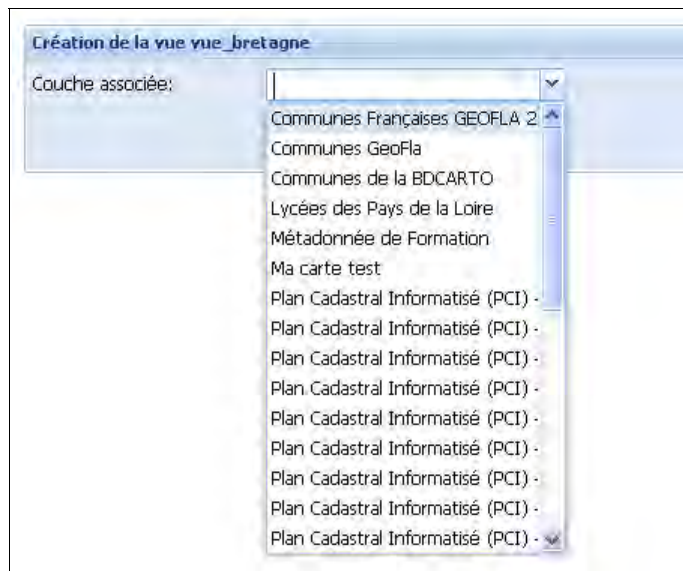 Création de la vue vue_bretagne
Couche associée:
Communes Françaises GEOFLA 2
Communes GeoFla
Communes de la BDCARTO
Lycées des Pays de la Loire
Métadonnée de Formation
Ma carte test
Plan Cadastral Informatisé (PCI) -
Plan Cadastral Informatisé (PCI) -
Plan Cadastral Informatisé (PCI) -
Plan Cadastral Informatisé (PCI) -
Plan Cadastral Informatisé (PCI) -
Plan Cadastral Informatisé (PCI) -
Plan Cadastral Informatisé (PCI) -
Plan Cadastral Informatisé (PCI) -
Plan Cadastral Informatisé (PCI) -